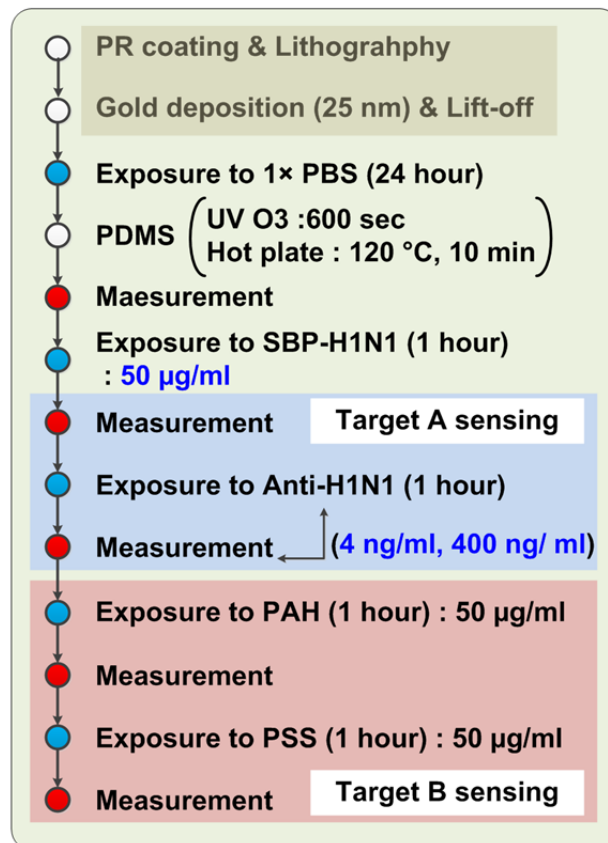 PR coating & Lithograhphy
Gold deposition (25 nm) & Lift-off
Exposure to 1× PBS (24 hour)
PDMS
UV O3 :600 sec
Hot plate : 120 °C, 10 min
Maesurement
Exposure to SBP-H1N1 (1 hour)
: 50 µg/ml
Measurement
Target A sensing
Exposure to Anti-H1N1 (1 hour)
Measurement
(4 ng/ml, 400 ng/ ml)
Exposure to PAH (1 hour) : 50 µg/ml
Measurement
Exposure to PSS (1 hour) : 50 µg/ml
Measurement
Target B sensing